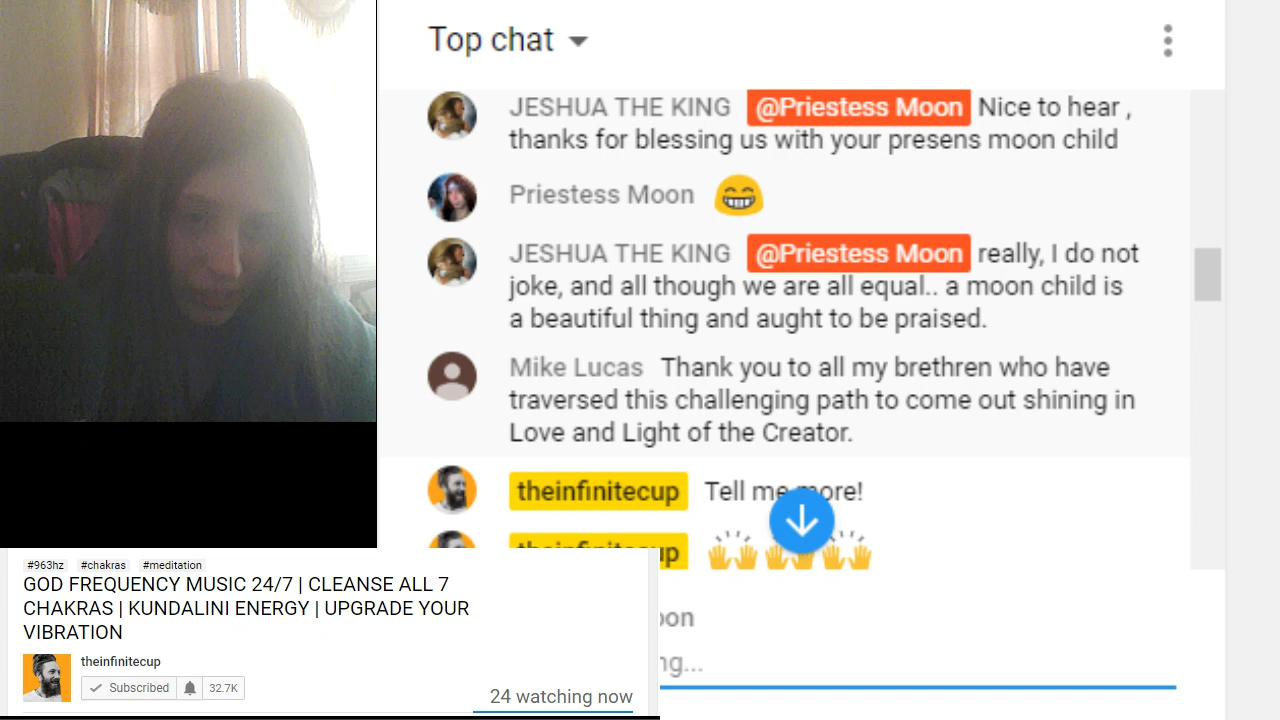 Top chat
JESHUA THE KING @Priestess Moon Nice to hear ,
thanks for blessing us with your presens moon child
Priestess Moon
JESHUA THE KING @Priestess Moon really, I do not
joke, and all though we are all equal.. a moon child is
a beautiful thing and aught to be praised.
Mike Lucas Thank you to all my brethren who have
traversed this challenging path to come out shining in
Love and Light of the Creator.
theinfinitecup Tell me more!
theinfinitecup
#963hz #chakras #meditation
GOD FREQUENCY MUSIC 24/7 | CLEANSE ALL 7
CHAKRAS | KUNDALINI ENERGY | UPGRADE YOUR
VIBRATION
theinfinitecup
Subscribed 32.7K
24 watching now